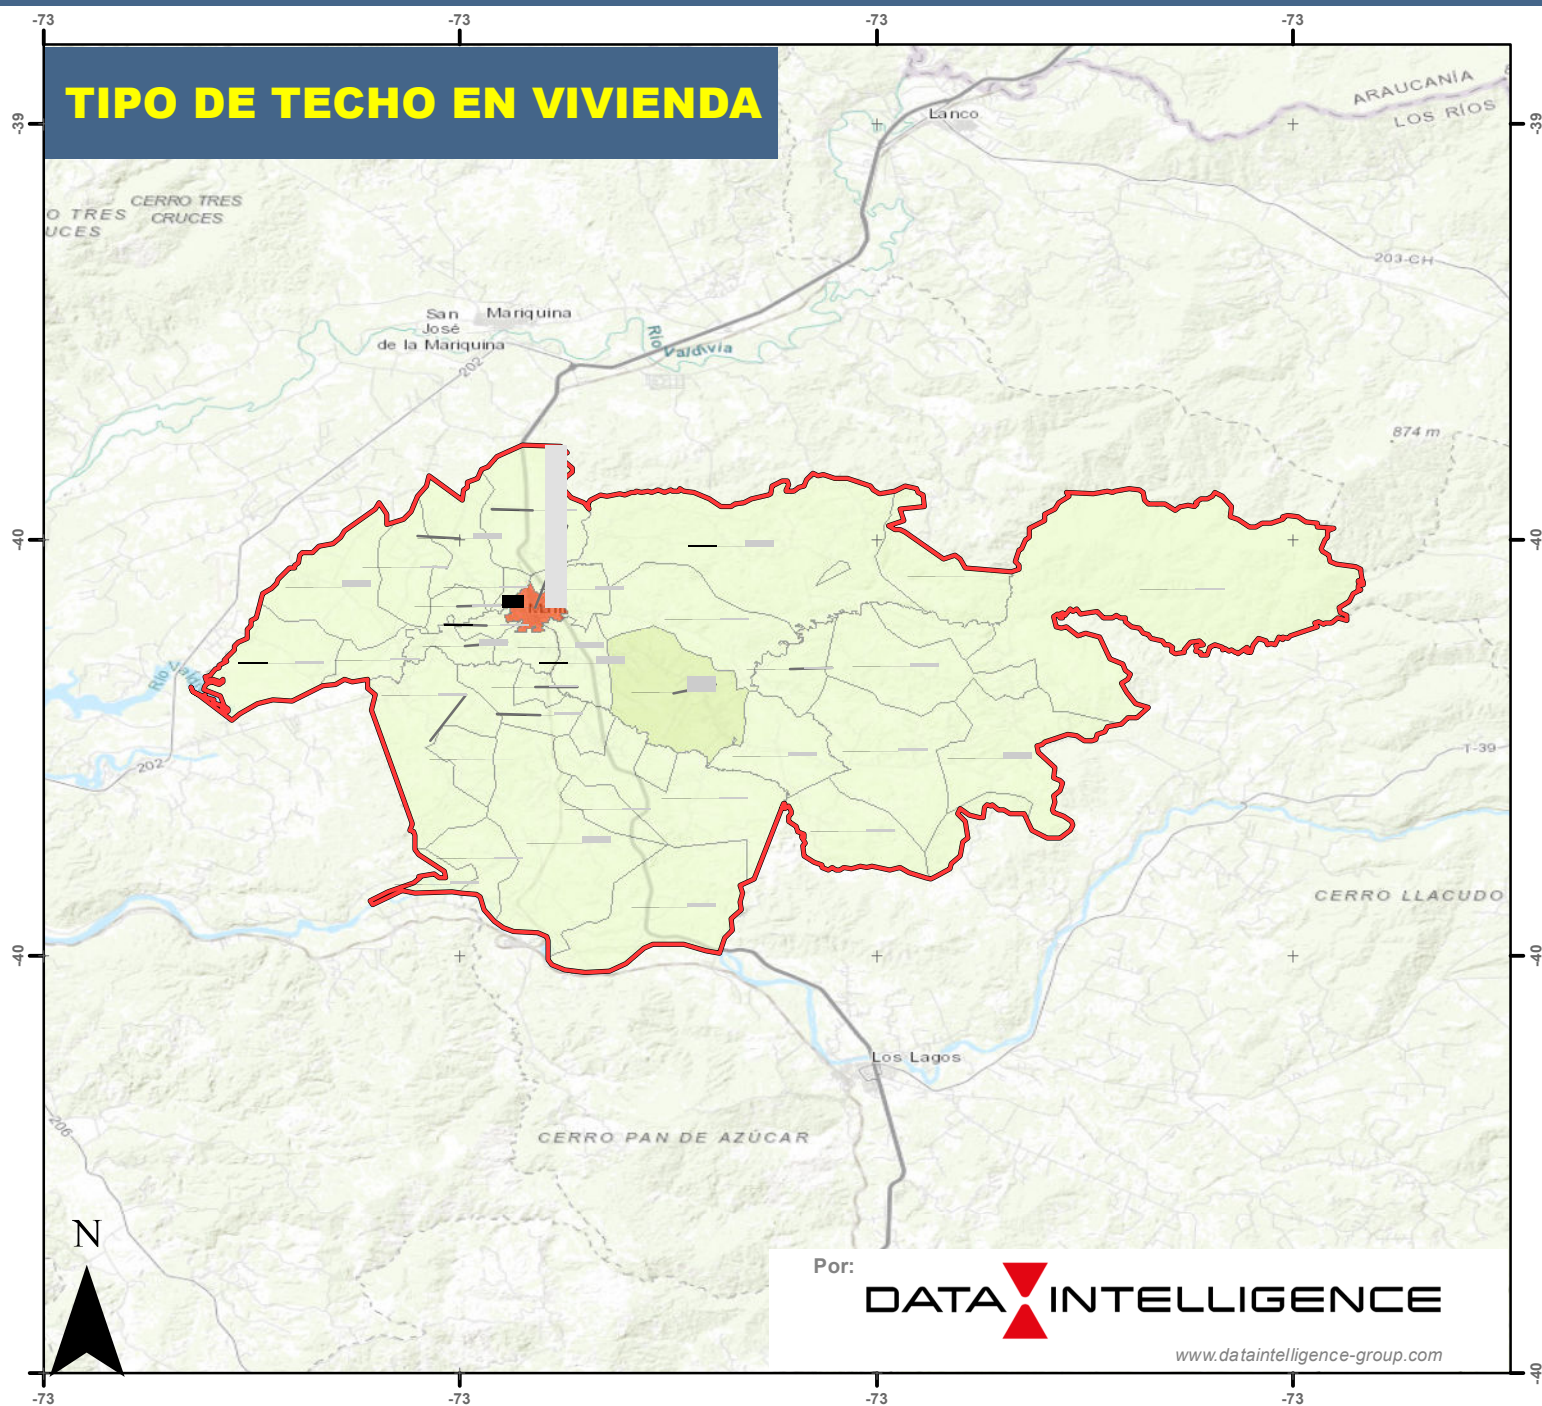 -73
-73
-73
-73
TIPO DE TECHO EN VIVIENDA
ARAUCANÍA
LOS RÍOS
Lanco
-39
-39
CERRO TRES
CRUCES
O TRES
UCES
203-CH
San
José
de la Mariquina
Mariquina
Río
Valdivia
202
874 m
-40
-40
Río
202
T-39
CERRO LLACUDO
-40
-40
Los Lagos
206
CERRO PAN DE AZÚCAR
N
Por:
DATA INTELLIGENCE
www.dataintelligence-group.com
-40
-40
-73
-73
-73
-73